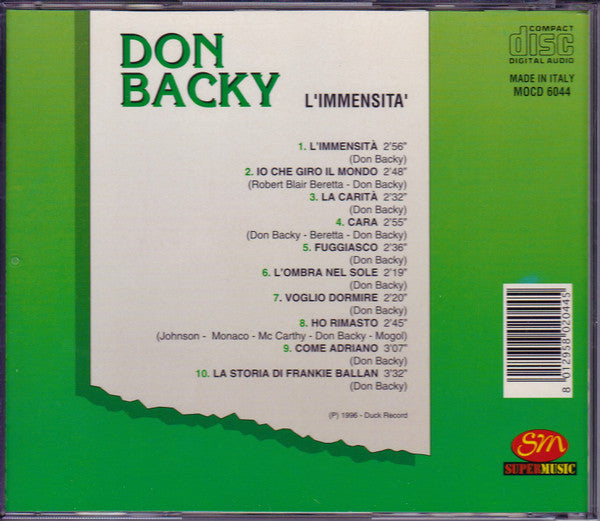 DON
BACKY
L'IMMENSITA'
COMPACT
disc
DIGITAL AUDIO
MADE IN ITALY
MOCD 6044
1. L'IMMENSITÀ 2'56"
(Don Backy)
2. IO CHE GIRO IL MONDO 2'48"
(Robert Blair Beretta - Don Backy)
3. LA CARITÀ 2'32"
(Don Backy)
4. CARA 2'55"
(Don Backy - Beretta - Don Backy)
5. FUGGIASCO 2'36"
(Don Backy)
6. L'OMBRA NEL SOLE 2'19"
(Don Backy)
7. VOGLIO DORMIRE 2'20"
(Don Backy)
8. HO RIMASTO 2'45"
(Johnson - Monaco - Mc Carthy - Don Backy - Mogol)
9. COME ADRIANO 3'07"
(Don Backy)
10. LA STORIA DI FRANKIE BALLAN 3'32"
(Don Backy)
(P) 1996 - Duck Record
8 012958 020445
SM
SUPERMUSIC